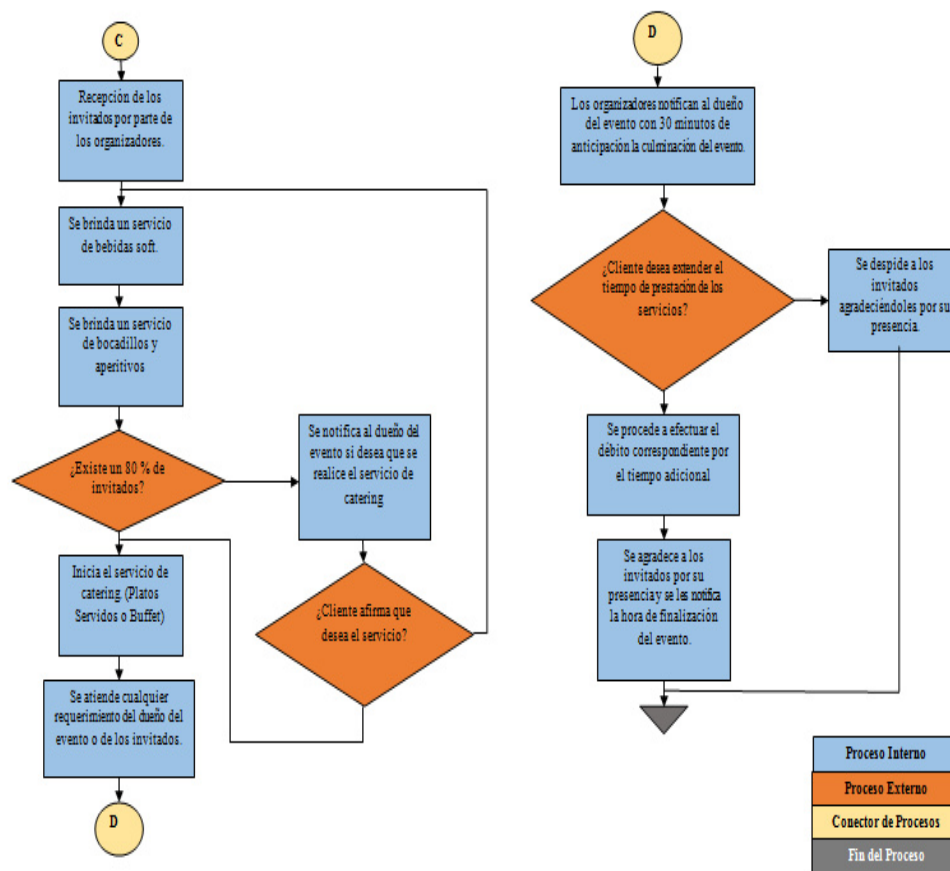 C
Recepción de los
invitados por parte de
los organizadores.
Se brinda un servicio
de bebidas soft.
Se brinda un servicio
de bocadillos y
aperitivos
¿Existe un 80 % de
invitados?
Se notifica al dueño del
evento si desea que se
realice el servicio de
catering
¿Cliente afirma que
desea el servicio?
Inicia el servicio de
catering (Platos
Servidos o Buffet)
Se atiende cualquier
requerimiento del dueño del
evento o de los invitados.
D
D
Los organizadores notifican al dueño
del evento con 30 minutos de
anticipación la culminación del evento.
¿Cliente desea extender el
tiempo de prestación de los
servicios?
Se despide a los
invitados
agradeciéndoles por su
presencia.
Se procede a efectuar el
débito correspondiente por
el tiempo adicional
Se agradece a los
invitados por su
presencia y se les notifica
la hora de finalización
del evento.
Proceso Interno
Proceso Externo
Conector de Procesos
Fin del Proceso